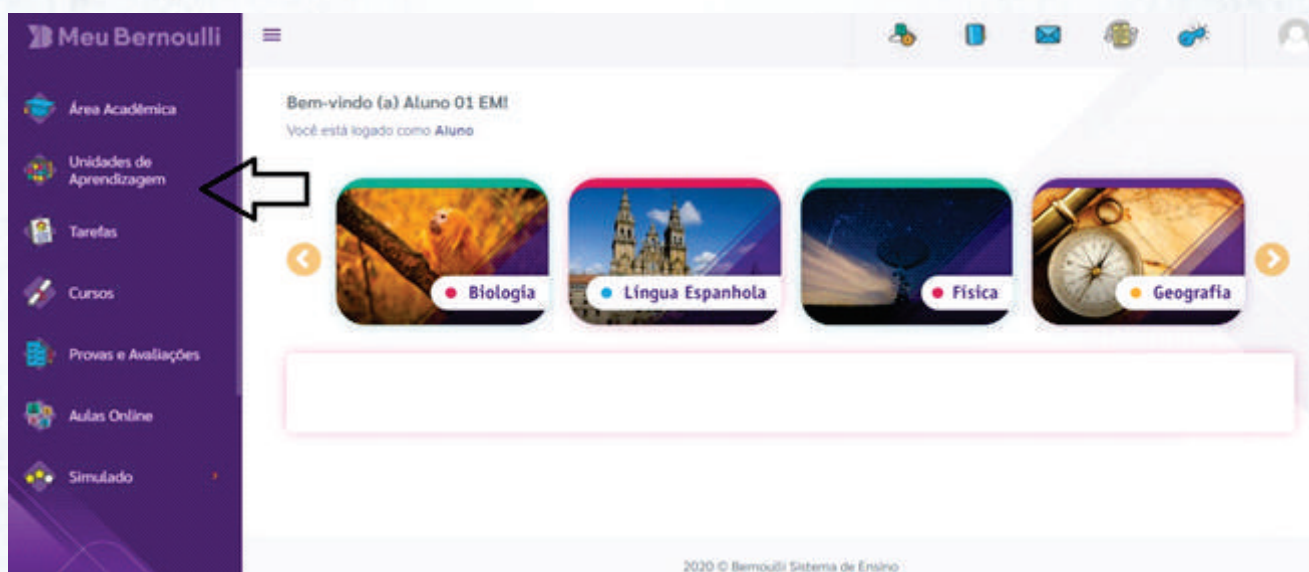 Meu Bernoulli
Área Acadêmica
Unidades de
Aprendizagem
Tarefas
Cursos
Provas e Avaliações
Aulas Online
Simulado
Bem-vindo (a) Aluno 01 EM!
Você está logado como Aluno
Biologia
Língua Espanhola
Física
Geografia
2020 © Bernoulli Sistema de Ensino